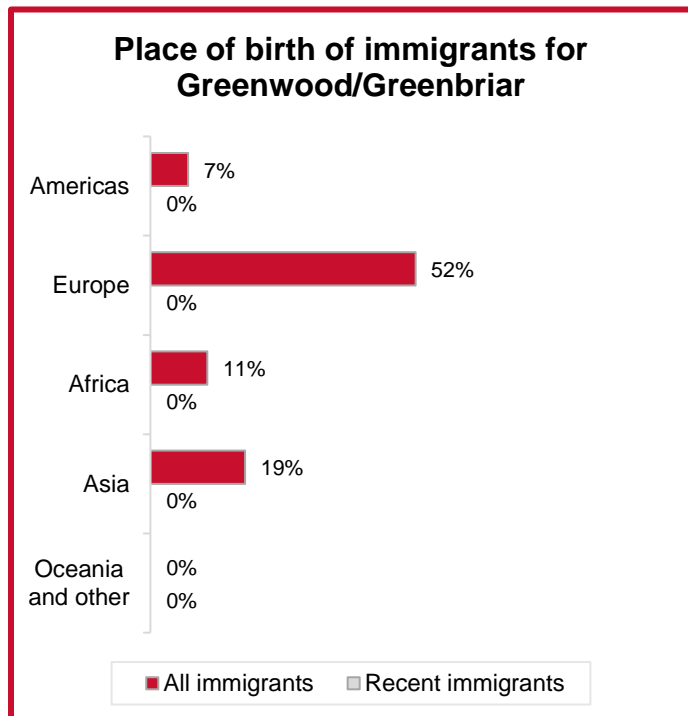 Place of birth of immigrants for
Greenwood/Greenbriar
Americas
7%
0%
Europe
52%
0%
Africa
11%
0%
Asia
19%
0%
Oceania
and other
0%
0%
All immigrants
Recent immigrants